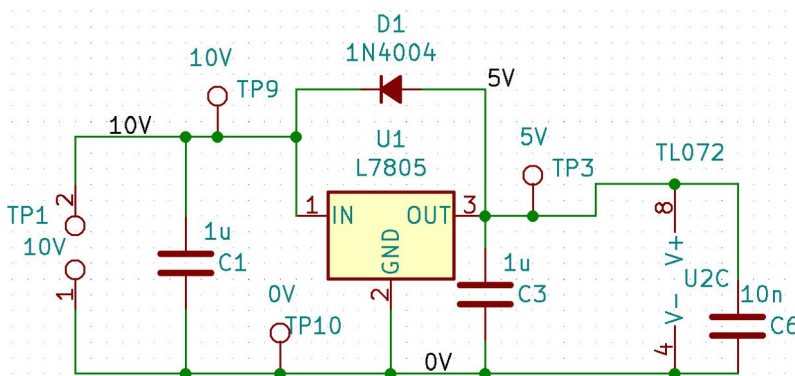 D1
1N4004
10V
TP9
5V
10V
U1
L7805
5V
TP3
TL072
2
TP1
10V
1
1u
C1
1
IN
OUT
3
GND
2
1u
C3
8
V+
V-
4
U2C
10n
C6
0V
TP10
0V